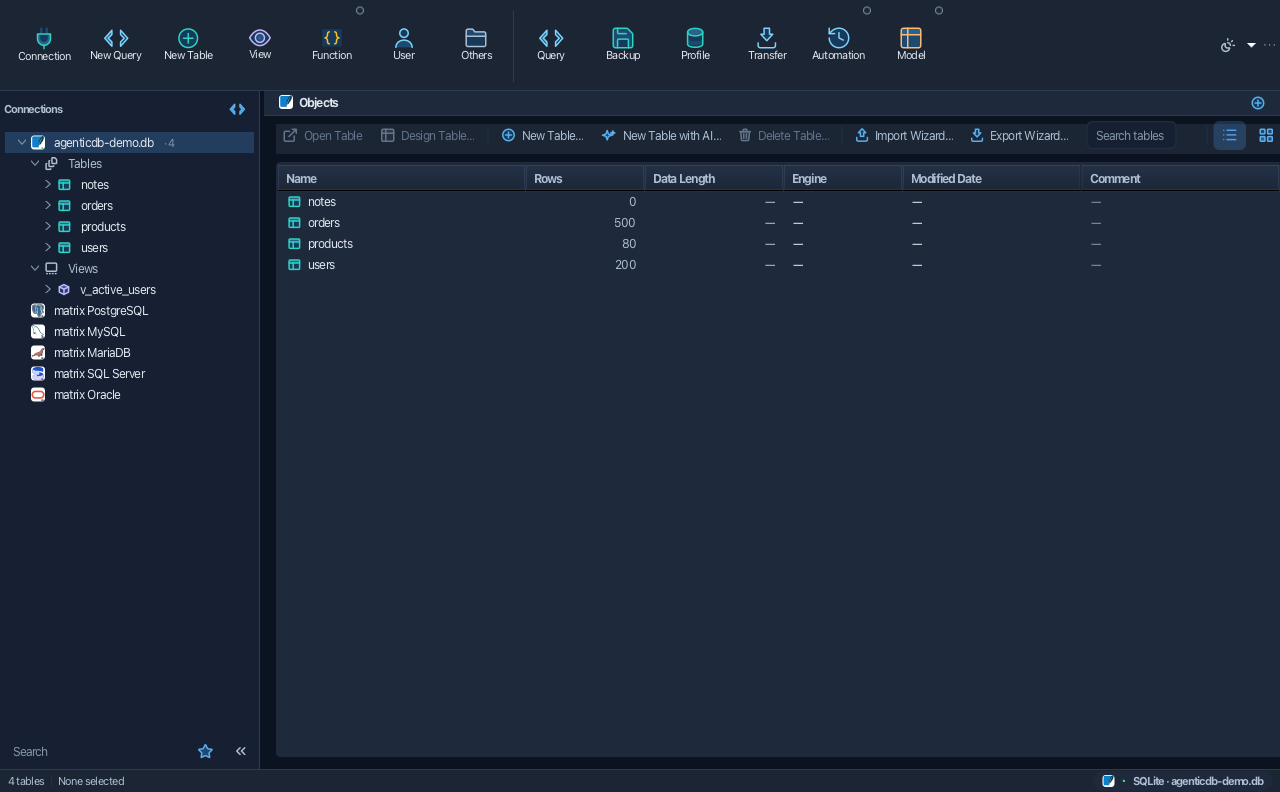 Connection New Query New Table View Function User Others Query Backup Profile Transfer Automation Model
Connections
Objects
agenticdb-demo.db · 4
Tables
notes
orders
products
users
Views
v_active_users
matrix PostgreSQL
matrix MySQL
matrix MariaDB
matrix SQL Server
matrix Oracle
Open Table Design Table... New Table... New Table with AI... Delete Table... Import Wizard... Export Wizard... Search tables
Name Rows Data Length Engine Modified Date Comment
notes 0 — — — —
orders 500 — — — —
products 80 — — — —
users 200 — — — —
Search
4 tables None selected
SQLite · agenticdb-demo.db